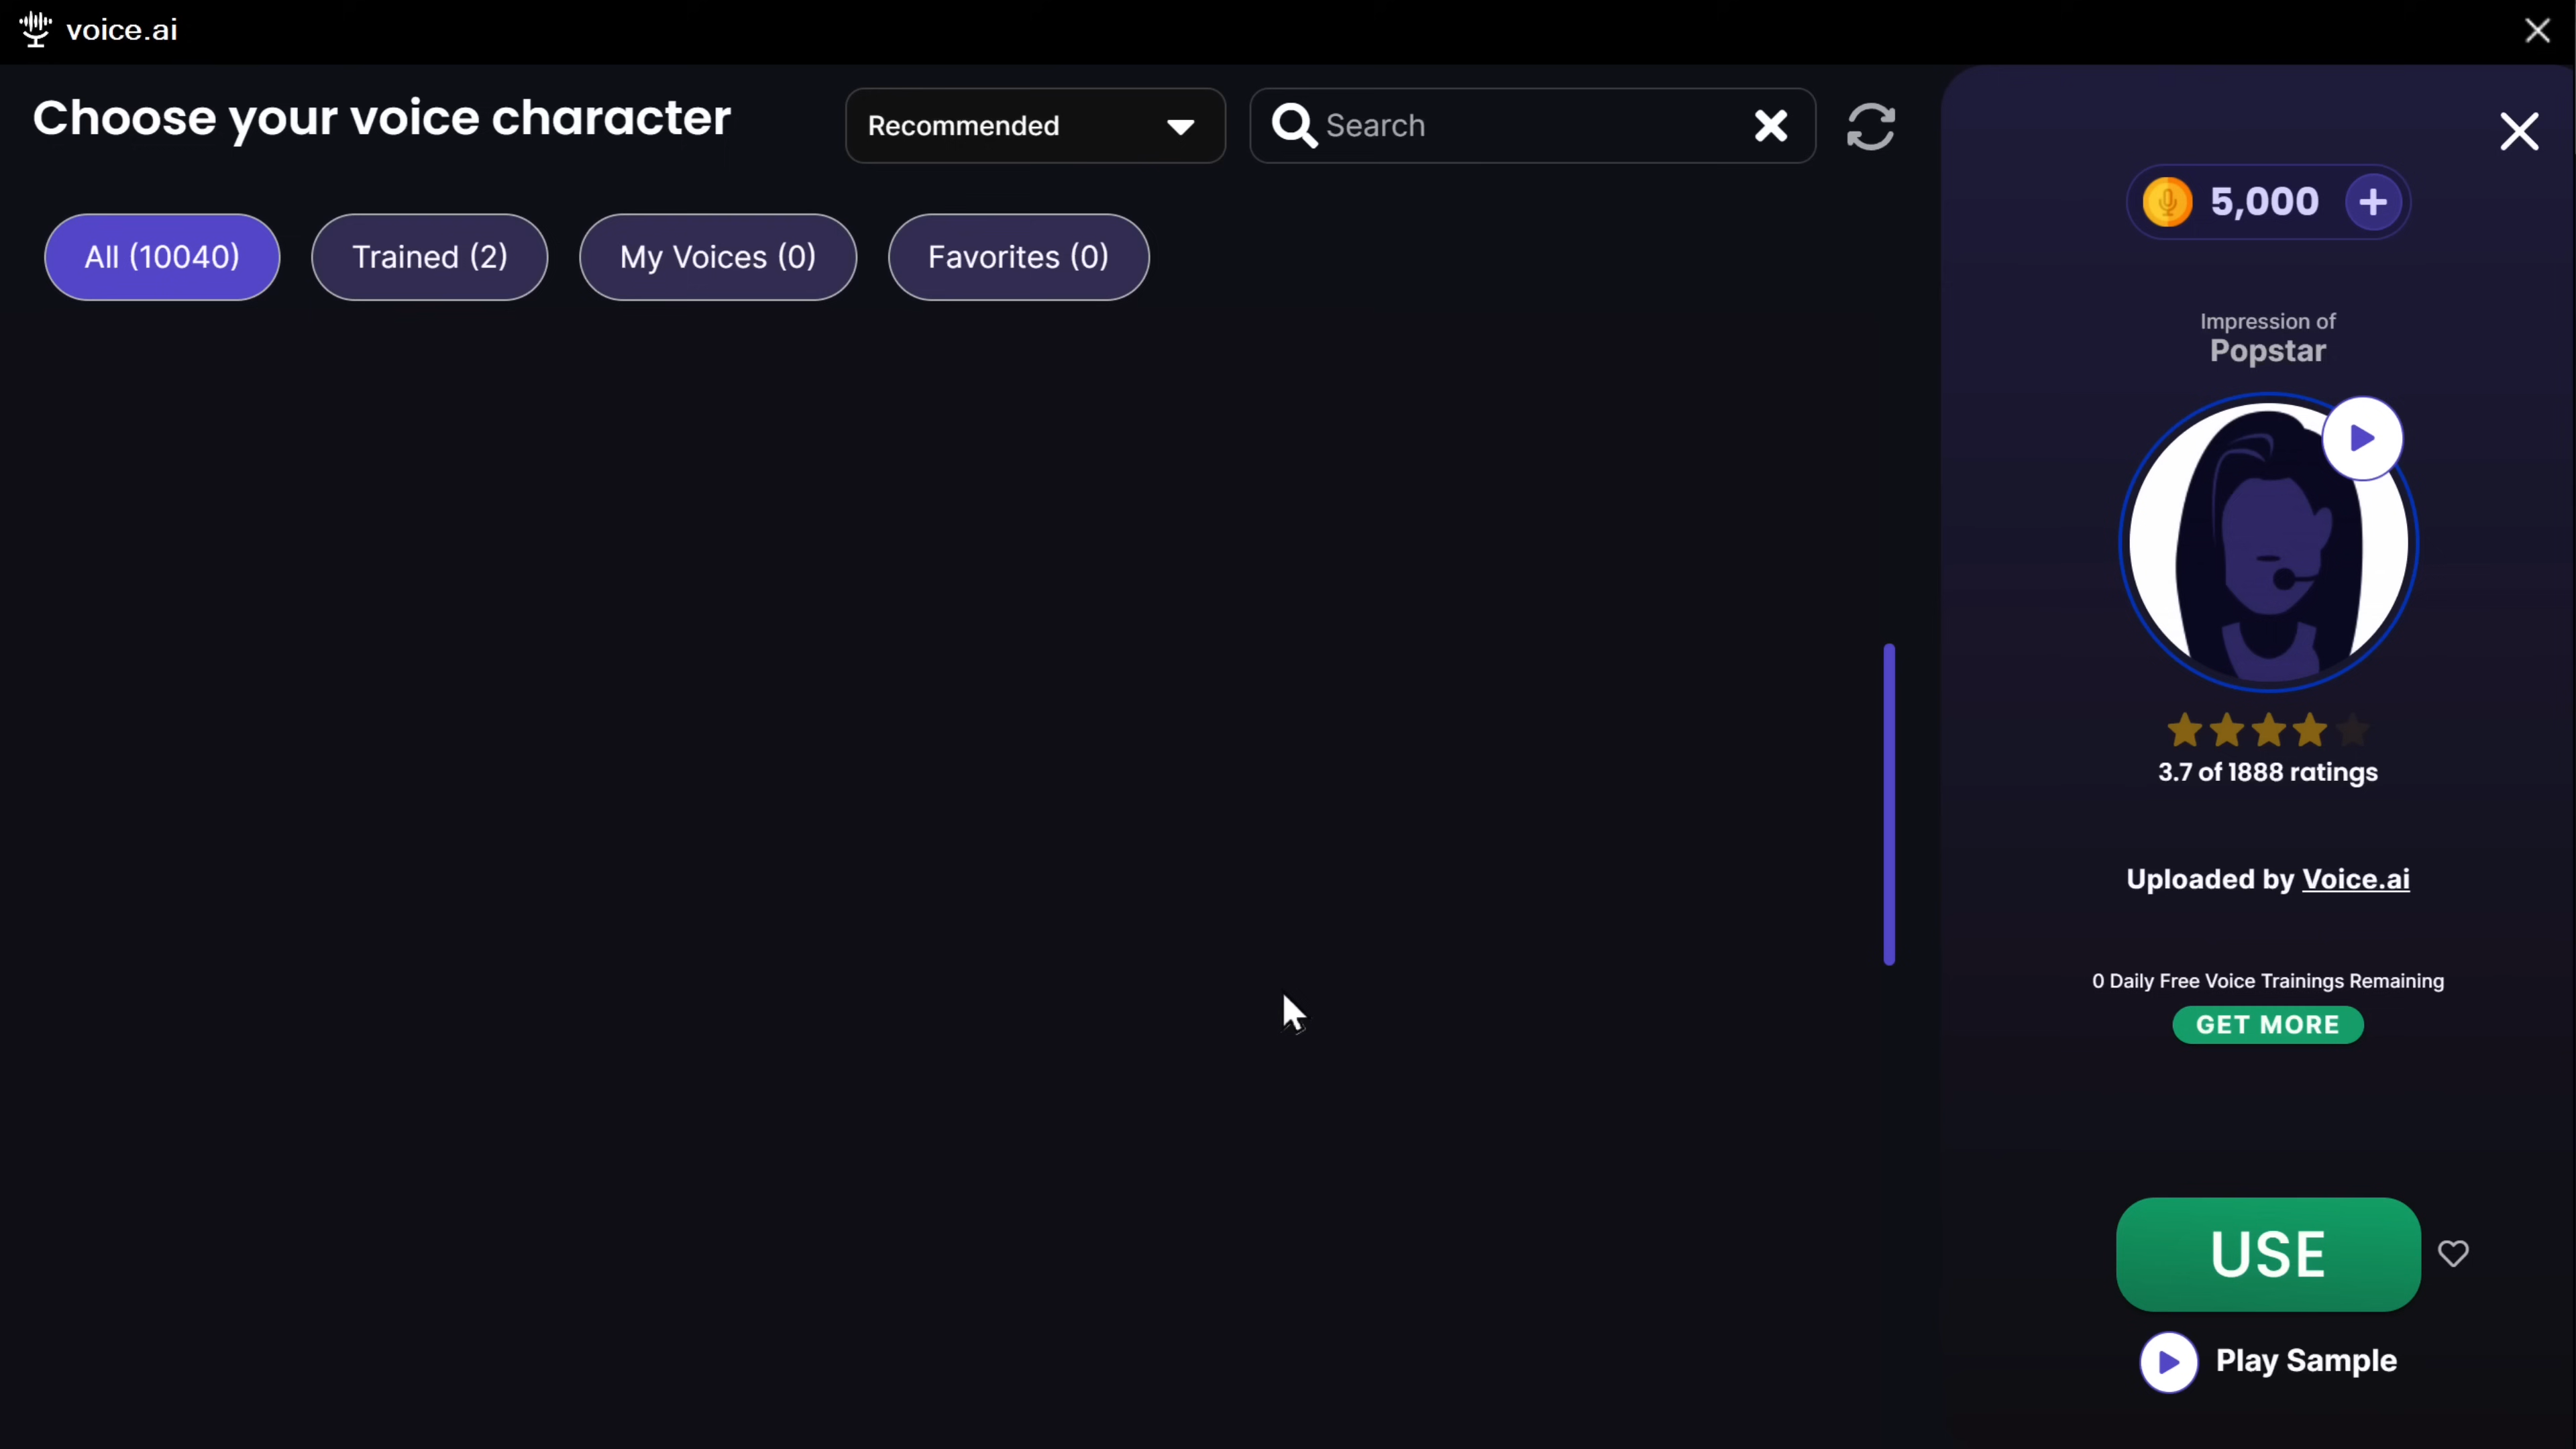 voice.ai
Choose your voice character
Recommended
Search
All (10040)
Trained (2)
My Voices (0)
Favorites (0)
5,000
Impression of
Popstar
3.7 of 1888 ratings
Uploaded by Voice.ai
0 Daily Free Voice Trainings Remaining
GET MORE
USE
Play Sample